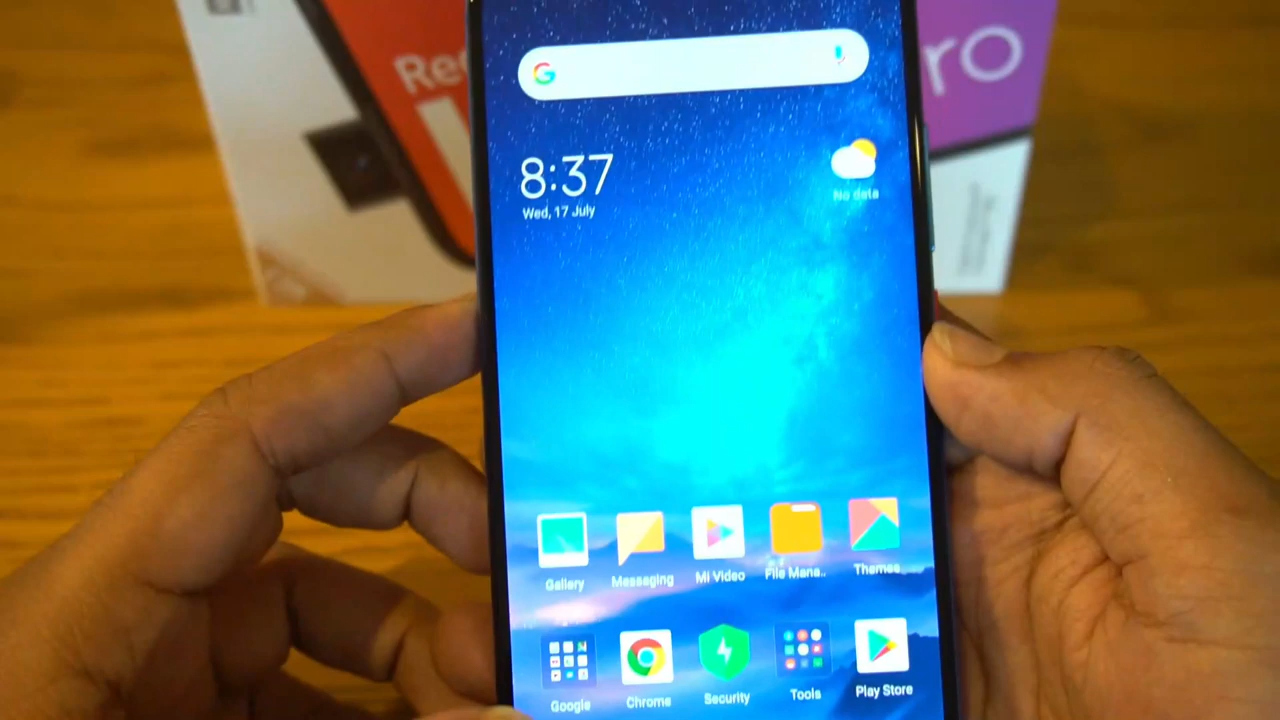 Re
ro
8:37
Wed, 17 July
No data
Gallery
Messaging
Mi Video
File Mana..
Themes
Google
Chrome
Security
Tools
Play Store